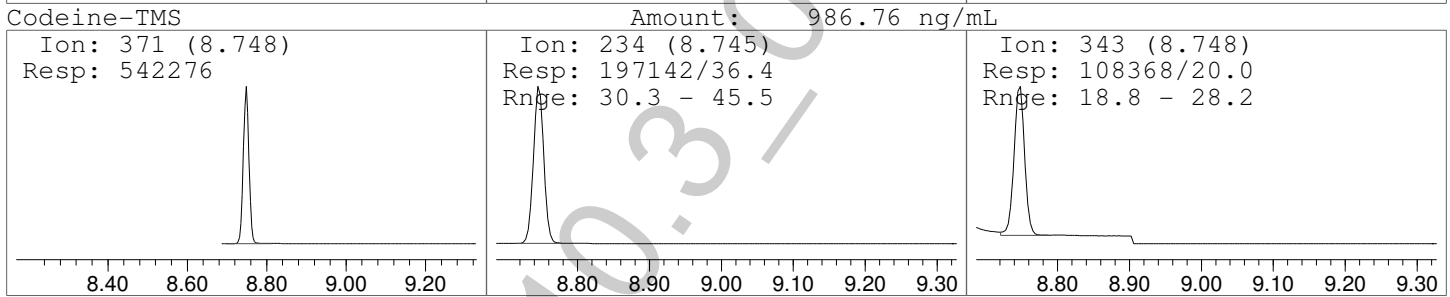 Codeine-TMS Amount: 986.76 ng/mL
Ion: 371 (8.748)
Resp: 542276
8.40 8.60 8.80 9.00 9.20
Ion: 234 (8.745)
Resp: 197142/36.4
Rnge: 30.3 - 45.5
8.80 8.90 9.00 9.10 9.20 9.30
Ion: 343 (8.748)
Resp: 108368/20.0
Rnge: 18.8 - 28.2
8.80 8.90 9.00 9.10 9.20 9.30